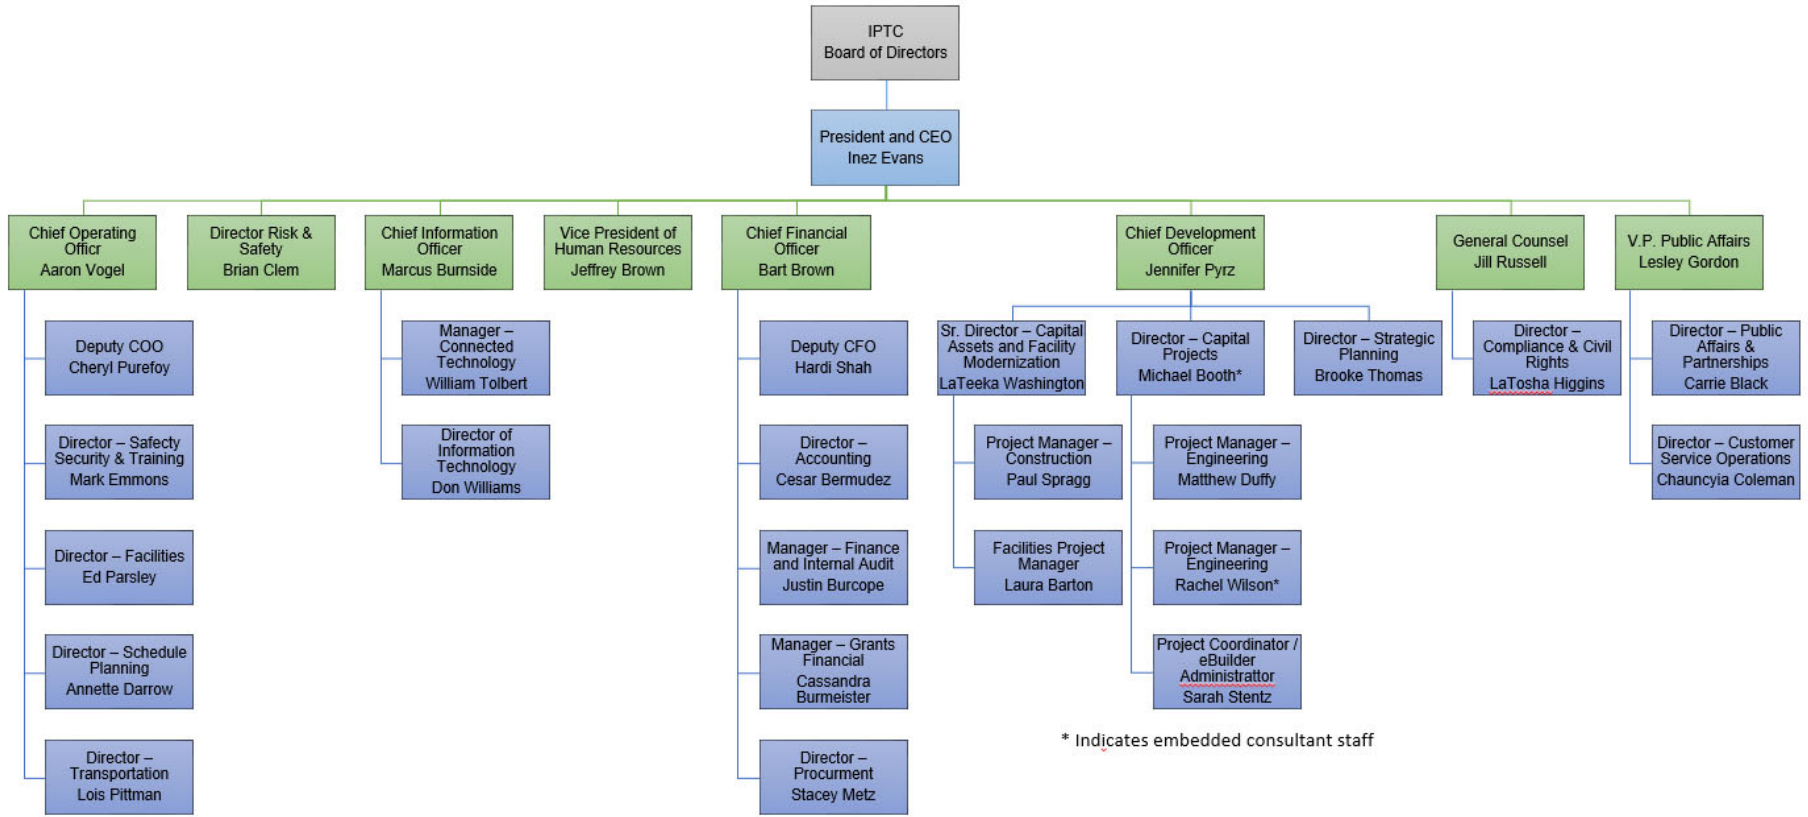 IPTC
Board of Directors
President and CEO
Inez Evans
Chief Operating
Officr
Aaron Vogel
Director Risk &
Safety
Brian Clem
Chief Information
Officer
Marcus Burnside
Vice President of
Human Resources
Jeffrey Brown
Chief Financial
Officer
Bart Brown
Chief Development
Officer
Jennifer Pyrz
General Counsel
Jill Russell
V.P. Public Affairs
Lesley Gordon
Deputy COO
Cheryl Purefoy
Director – Safecty
Security & Training
Mark Emmons
Director – Facilities
Ed Parsley
Director – Schedule
Planning
Annette Darrow
Director –
Transportation
Lois Pittman
Manager –
Connected
Technology
William Tolbert
Director of
Information
Technology
Don Williams
Deputy CFO
Hardi Shah
Director –
Accounting
Cesar Bermudez
Manager – Finance
and Internal Audit
Justin Burcope
Manager – Grants
Financial
Cassandra
Burmeister
Director –
Procurment
Stacey Metz
Sr. Director – Capital
Assets and Facility
Modernization
LaTeeka Washington
Project Manager –
Construction
Paul Spragg
Facilities Project
Manager
Laura Barton
Director – Capital
Projects
Michael Booth*
Project Manager –
Engineering
Matthew Duffy
Project Manager –
Engineering
Rachel Wilson*
Project Coordinator /
eBuilder
Administrattor
Sarah Stentz
Director – Strategic
Planning
Brooke Thomas
Director –
Compliance & Civil
Rights
LaTosha Higgins
Director – Public
Affairs &
Partnerships
Carrie Black
Director – Customer
Service Operations
Chauncyia Coleman
* Indicates embedded consultant staff